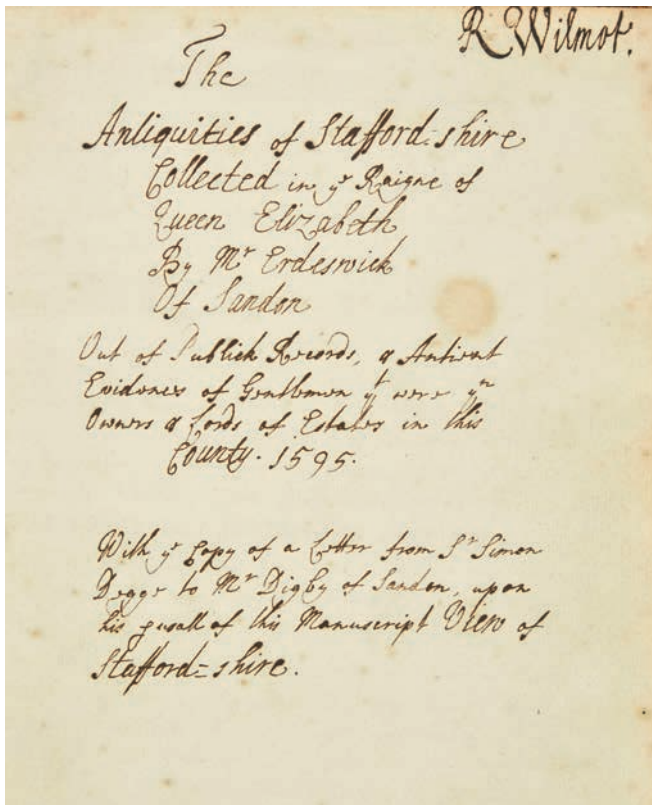 R Wilmot.
The
Antiquities of Stafford=shire
Collected in yᵉ Raigne of
Queen Elizabeth
By Mʳ Erdeswick
Of Sandon
Out of Publick Records, & Antient
Evidences of Gentlemen yᵗ were yⁿ
Owners & Lords of Estates in this
County. 1595.
With yᵉ Copy of a Letter from Sʳ Simon
Degge to Mʳ Digby of Sandon, upon
his pusall of this Manuscript View of
Stafford=shire.